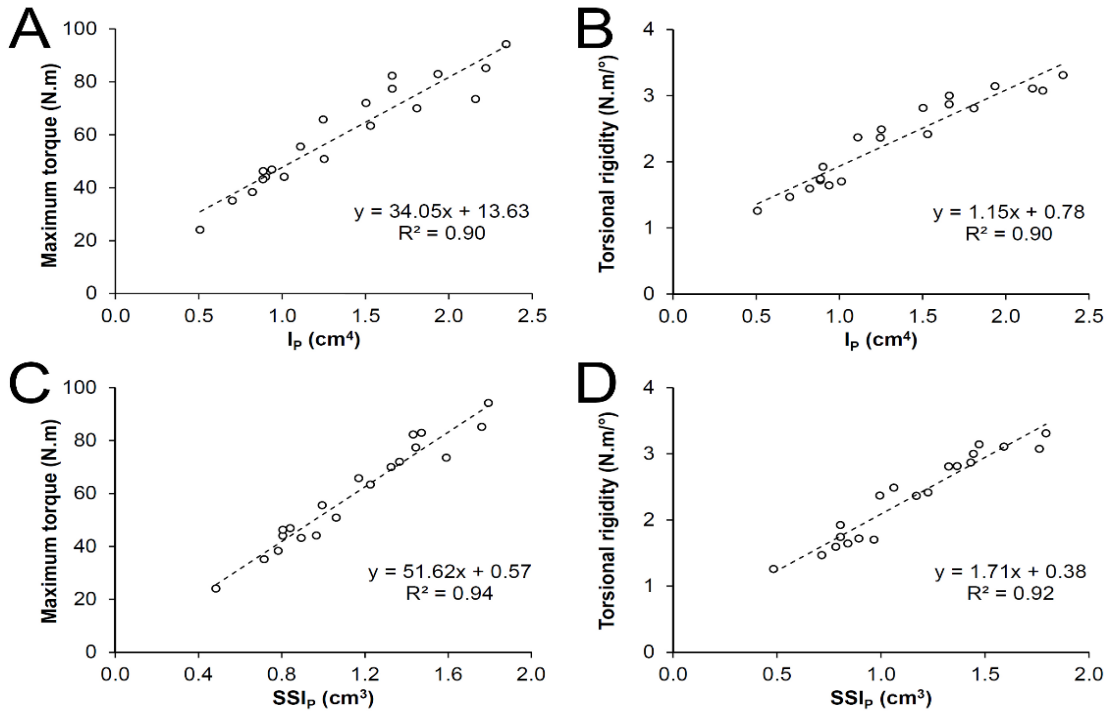 A
Maximum torque (N.m)
100
80
60
40
20
0
y = 34.05x + 13.63
R² = 0.90
0.0 0.5 1.0 1.5 2.0 2.5
I_P (cm⁴)
B
Torsional rigidity (N.m/°)
4
3
2
1
0
y = 1.15x + 0.78
R² = 0.90
0.0 0.5 1.0 1.5 2.0 2.5
I_P (cm⁴)
C
Maximum torque (N.m)
100
80
60
40
20
0
y = 51.62x + 0.57
R² = 0.94
0.0 0.4 0.8 1.2 1.6 2.0
SSI_P (cm³)
D
Torsional rigidity (N.m/°)
4
3
2
1
0
y = 1.71x + 0.38
R² = 0.92
0.0 0.5 1.0 1.5 2.0
SSI_P (cm³)